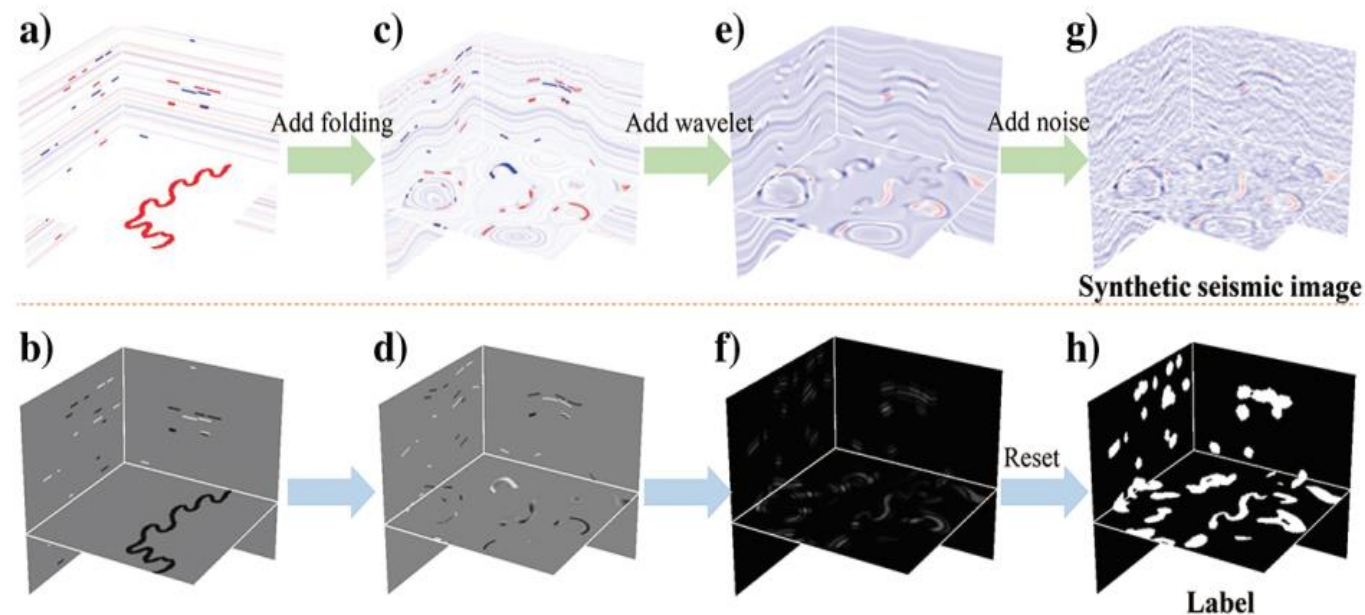 a)
c)
e)
g)
Add folding
Add wavelet
Add noise
Synthetic seismic image
b)
d)
f)
h)
Reset
Label